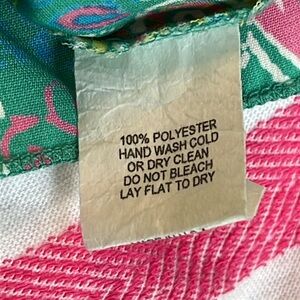 100% POLYESTER
HAND WASH COLD
OR DRY CLEAN
DO NOT BLEACH
LAY FLAT TO DRY